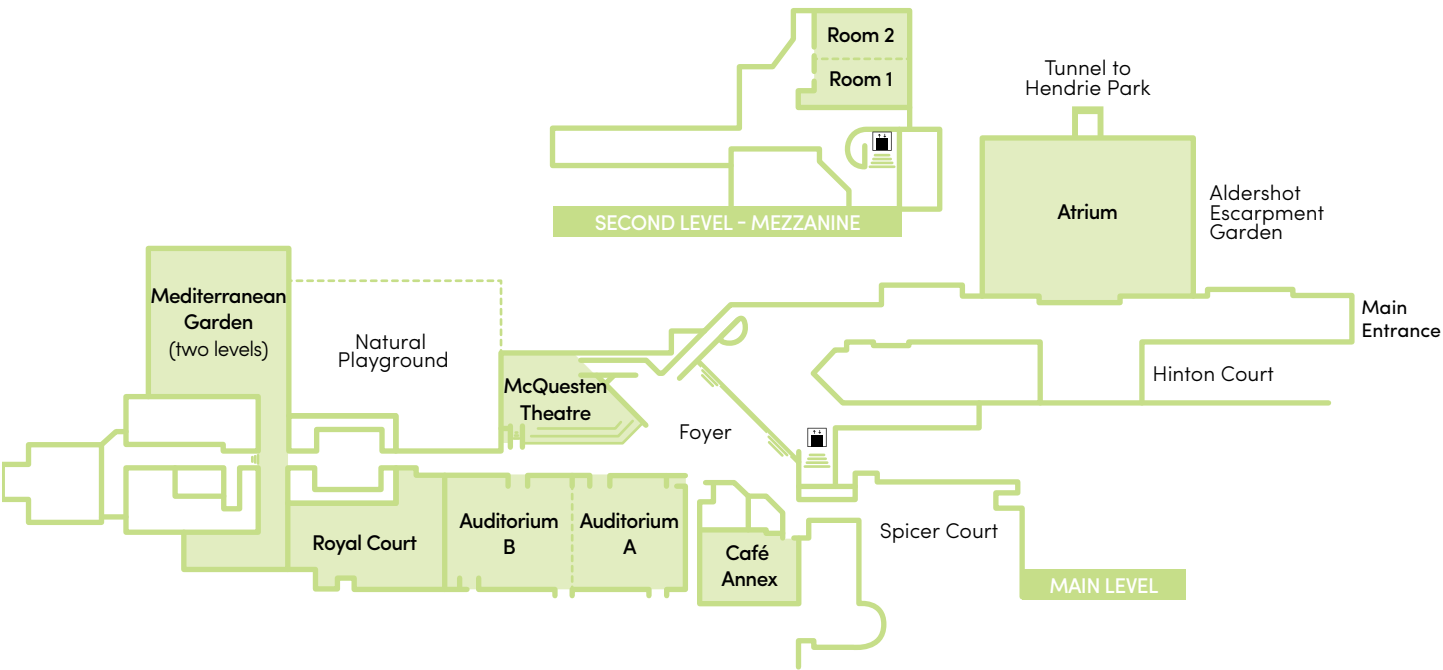 Room 2
Room 1
SECOND LEVEL - MEZZANINE
Tunnel to
Hendrie Park
Atrium
Aldershot
Escarpment
Garden
Main
Entrance
Hinton Court
Mediterranean
Garden
(two levels)
Natural
Playground
McQuesten
Theatre
Foyer
Royal Court
Auditorium
B
Auditorium
A
Café
Annex
Spicer Court
MAIN LEVEL